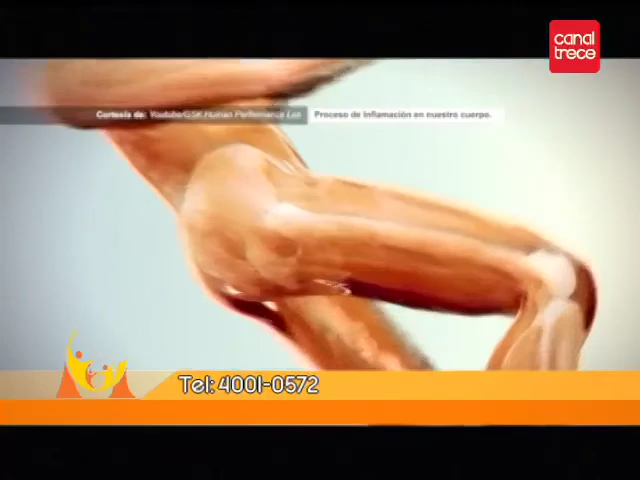 canal
trece
Cortesía de: Youtube/GSK Human Performance Lab Proceso de Inflamación en nuestro cuerpo.
Tel: 4001-0572